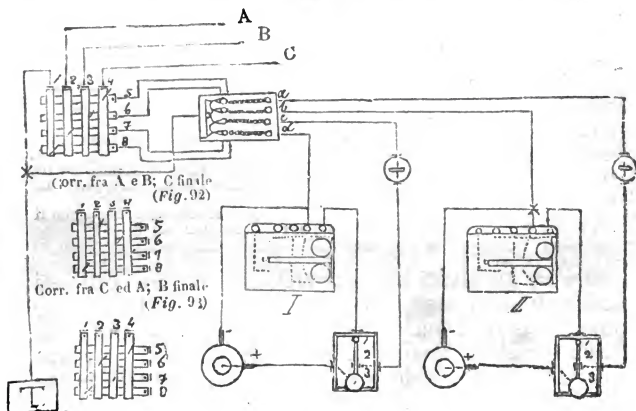 A
B
C
1 2 3 4
5
6
7
8
a
b
c
d
Corr. fra A e B; C finale
(Fig. 92)
1 2 3 4
5
6
7
8
Corr. fra C ed A; B finale
(Fig. 93)
1 2 3 4
5
6
7
8
T
I
II
- +
1
2
3
- +
2
3